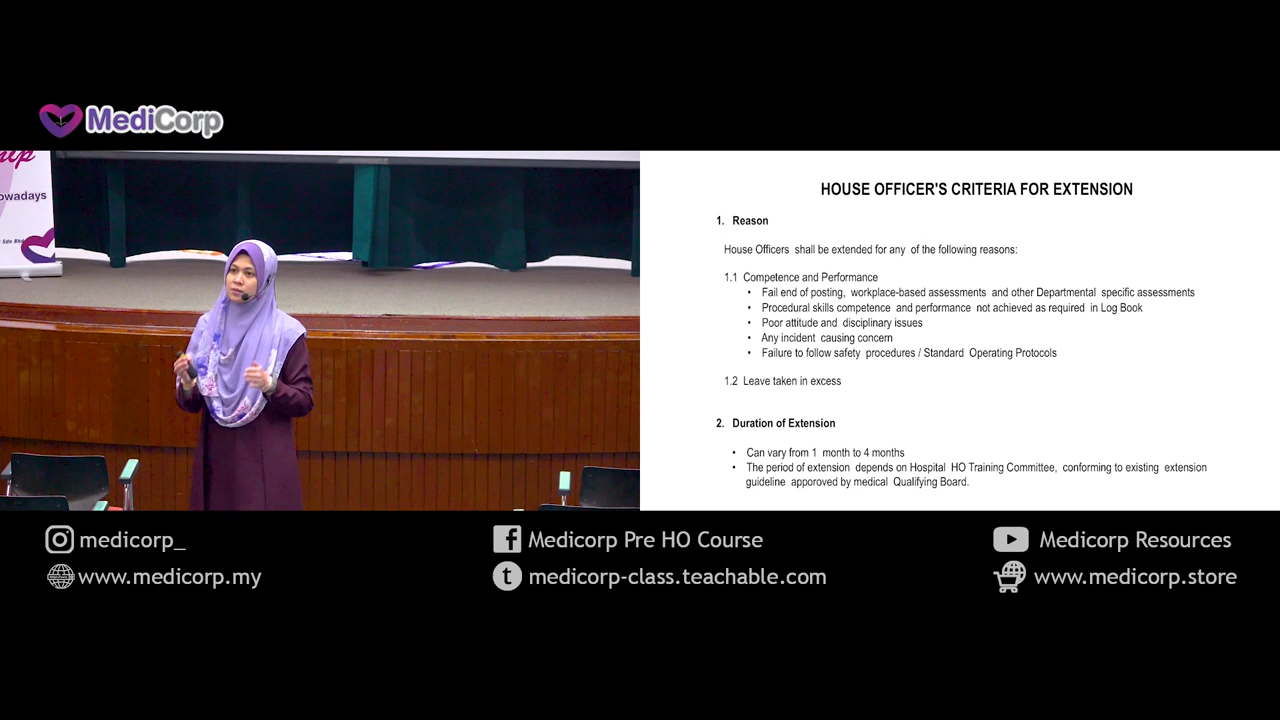 MediCorp
owadays
Sdn Bhd
HOUSE OFFICER'S CRITERIA FOR EXTENSION
1. Reason
House Officers shall be extended for any of the following reasons:
1.1 Competence and Performance
• Fail end of posting, workplace-based assessments and other Departmental specific assessments
• Procedural skills competence and performance not achieved as required in Log Book
• Poor attitude and disciplinary issues
• Any incident causing concern
• Failure to follow safety procedures / Standard Operating Protocols
1.2 Leave taken in excess
2. Duration of Extension
• Can vary from 1 month to 4 months
• The period of extension depends on Hospital HO Training Committee, conforming to existing extension
guideline apporoved by medical Qualifying Board.
medicorp_
Medicorp Pre HO Course
Medicorp Resources
www.medicorp.my
medicorp-class.teachable.com
www.medicorp.store